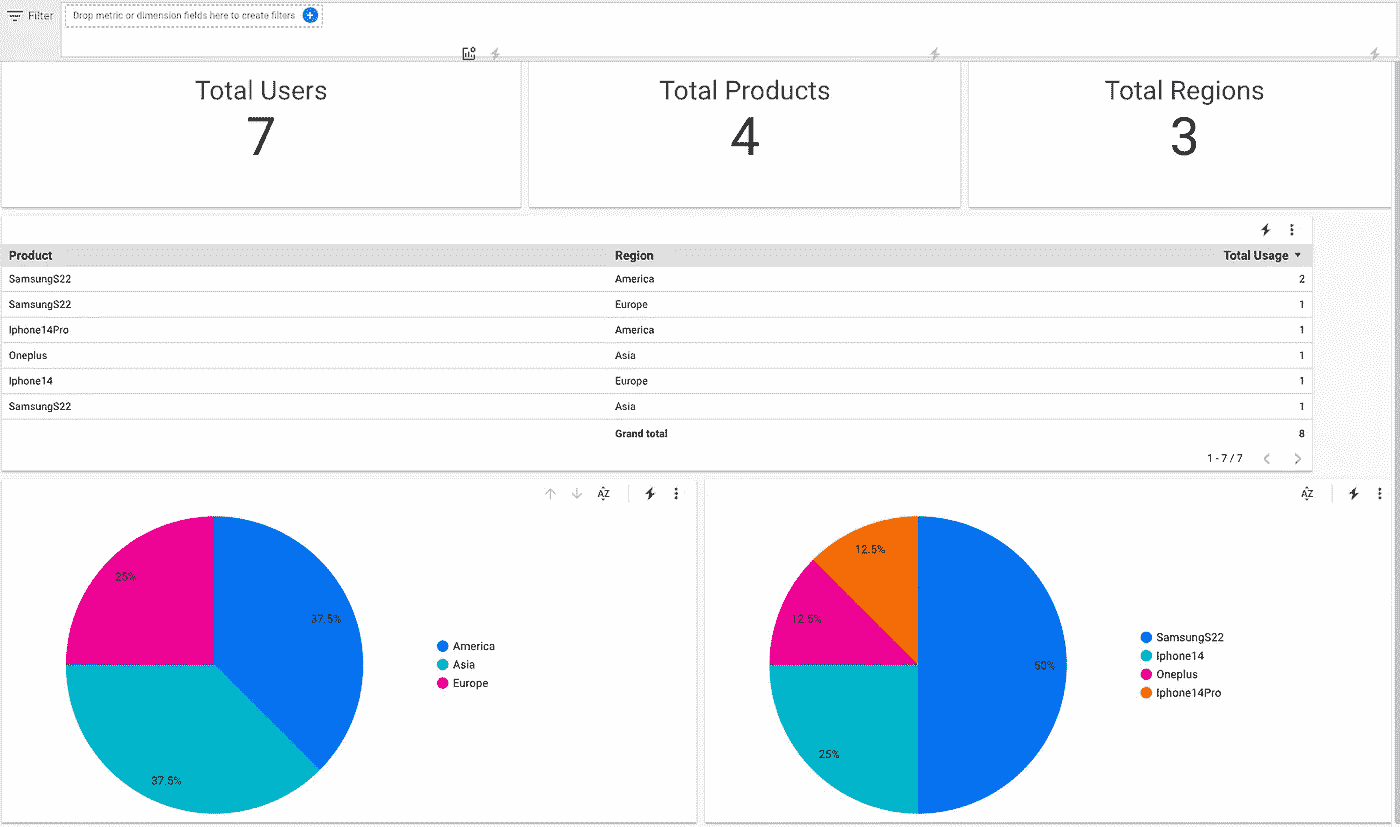 Filter
Drop metric or dimension fields here to create filters
Total Users
7
Total Products
4
Total Regions
3
Product Region Total Usage
SamsungS22 America 2
SamsungS22 Europe 1
Iphone14Pro America 1
Oneplus Asia 1
Iphone14 Europe 1
SamsungS22 Asia 1
Grand total 8
1 - 7 / 7
AZ
25%
37.5%
37.5%
America
Asia
Europe
AZ
12.5%
12.5%
50%
25%
SamsungS22
Iphone14
Oneplus
Iphone14Pro